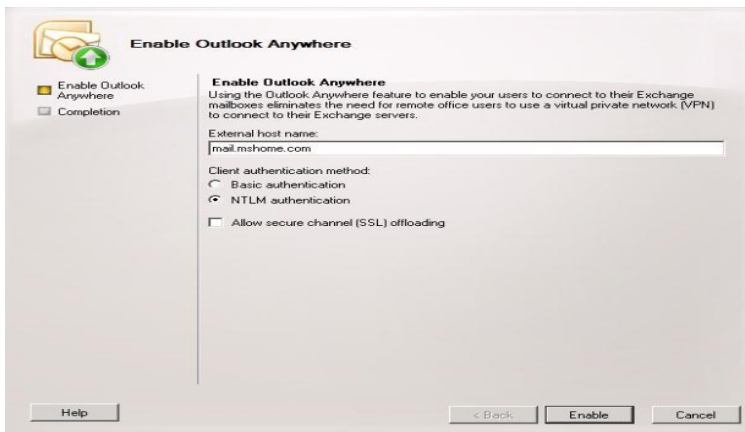 Enable Outlook Anywhere
Enable Outlook
Anywhere
Completion
Enable Outlook Anywhere
Using the Outlook Anywhere feature to enable your users to connect to their Exchange
mailboxes eliminates the need for remote office users to use a virtual private network (VPN)
to connect to their Exchange servers.
External host name:
mail.mshome.com
Client authentication method:
Basic authentication
NTLM authentication
Allow secure channel (SSL) offloading
Help
< Back
Enable
Cancel